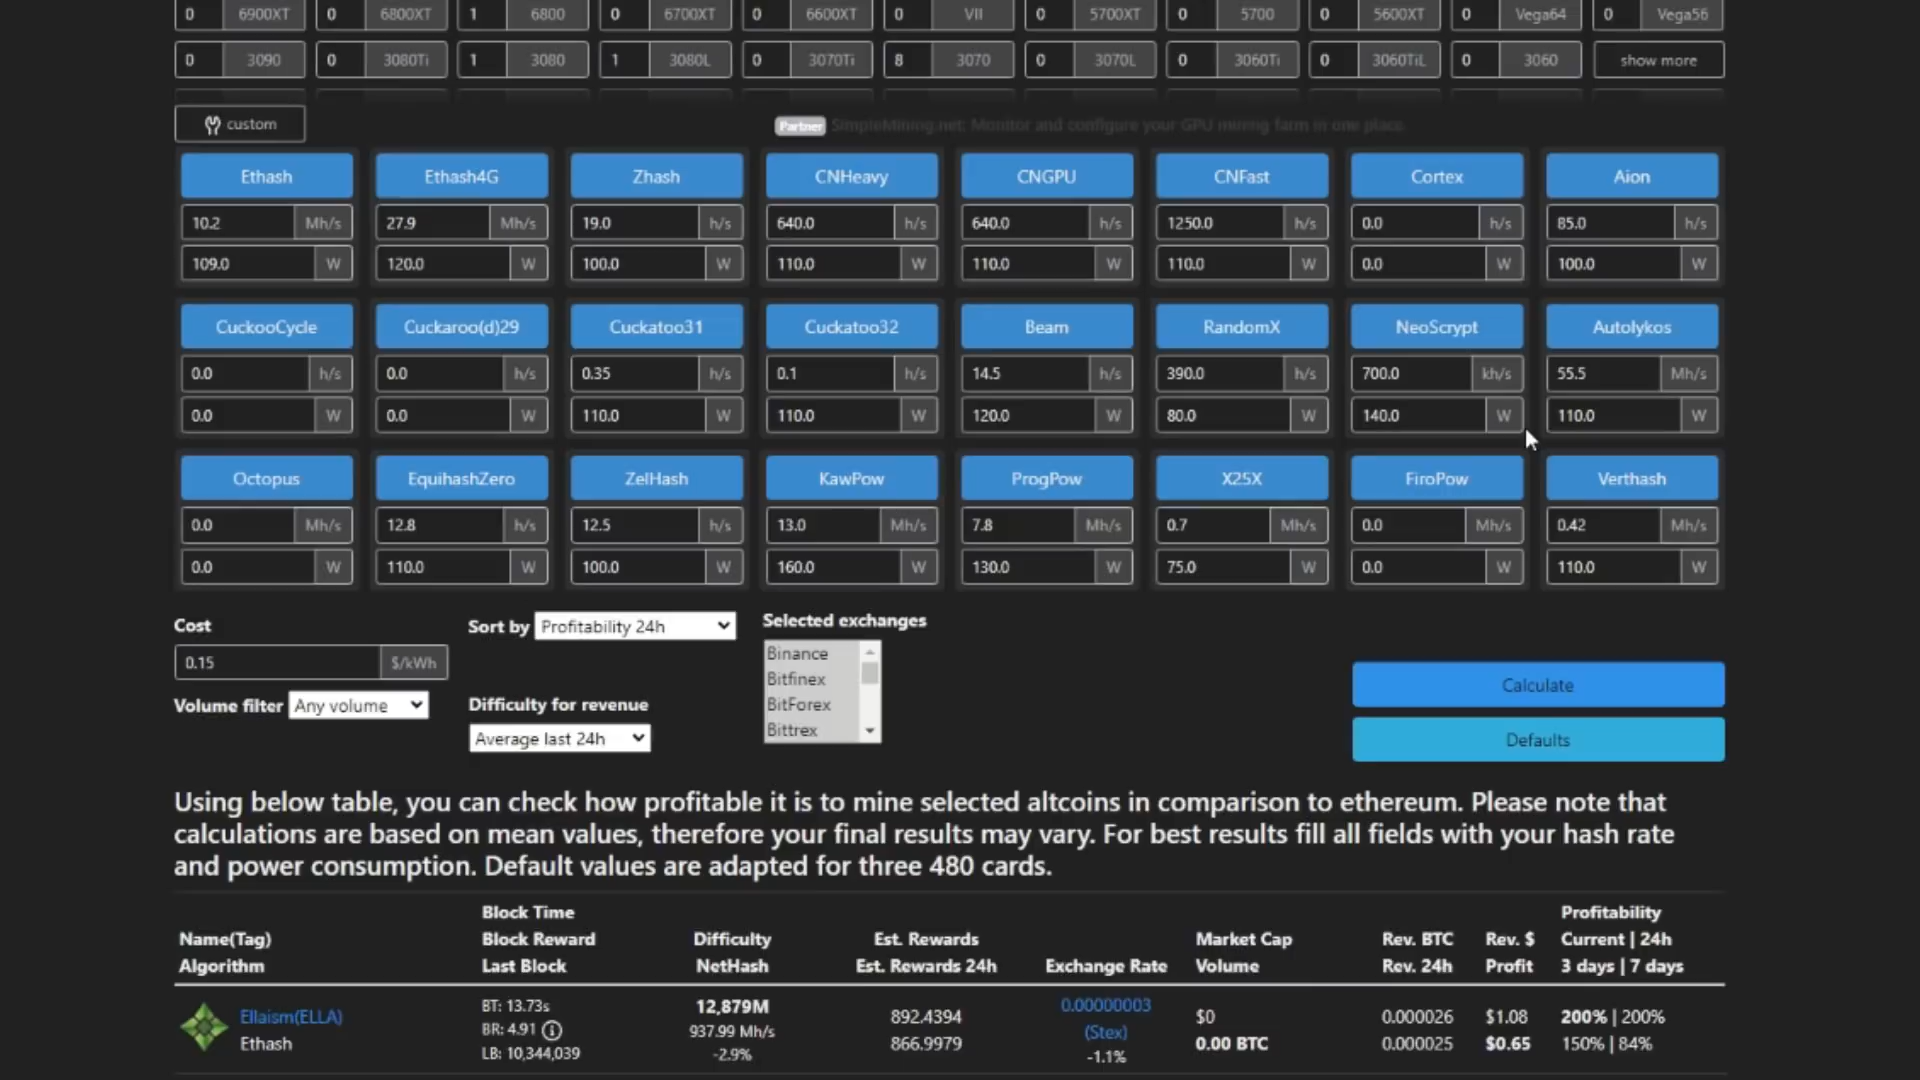 0 6900XT 0 6800XT 1 6800 0 6700XT 0 6600XT 0 VII 0 5700XT 0 5700 0 5600XT 0 Vega64 0 Vega56
0 3090 0 3080Ti 1 3080 1 3080L 0 3070Ti 8 3070 0 3070L 0 3060Ti 0 3060TiL 0 3060 show more
custom
Partner SimpleMining.net: Monitor and configure your GPU mining farm in one place.
Ethash Ethash4G Zhash CNHeavy CNGPU CNFast Cortex Aion
10.2 Mh/s 27.9 Mh/s 19.0 h/s 640.0 h/s 640.0 h/s 1250.0 h/s 0.0 h/s 85.0 h/s
109.0 W 120.0 W 100.0 W 110.0 W 110.0 W 110.0 W 0.0 W 100.0 W
CuckooCycle Cuckaroo(d)29 Cuckatoo31 Cuckatoo32 Beam RandomX NeoScrypt Autolykos
0.0 h/s 0.0 h/s 0.35 h/s 0.1 h/s 14.5 h/s 390.0 h/s 700.0 kh/s 55.5 Mh/s
0.0 W 0.0 W 110.0 W 110.0 W 120.0 W 80.0 W 140.0 W 110.0 W
Octopus EquihashZero ZelHash KawPow ProgPow X25X FiroPow Verthash
0.0 Mh/s 12.8 h/s 12.5 h/s 13.0 Mh/s 7.8 Mh/s 0.7 Mh/s 0.0 Mh/s 0.42 Mh/s
0.0 W 110.0 W 100.0 W 160.0 W 130.0 W 75.0 W 0.0 W 110.0 W
Cost
0.15 $/kWh
Volume filter Any volume
Sort by Profitability 24h
Difficulty for revenue
Average last 24h
Selected exchanges
Binance
Bitfinex
BitForex
Bittrex
Calculate
Defaults
Using below table, you can check how profitable it is to mine selected altcoins in comparison to ethereum. Please note that
calculations are based on mean values, therefore your final results may vary. For best results fill all fields with your hash rate
and power consumption. Default values are adapted for three 480 cards.
Block Time Profitability
Name(Tag) Block Reward Difficulty Est. Rewards Market Cap Rev. BTC Rev. $ Current | 24h
Algorithm Last Block NetHash Est. Rewards 24h Exchange Rate Volume Rev. 24h Profit 3 days | 7 days
Ellaism(ELLA)
Ethash
BT: 13.73s
BR: 4.91
LB: 10,344,039
12,879M
937.99 Mh/s
-2.9%
892.4394
866.9979
0.00000003
(Stex)
-1.1%
$0
0.00 BTC
0.000026
0.000025
$1.08
$0.65
200% | 200%
150% | 84%